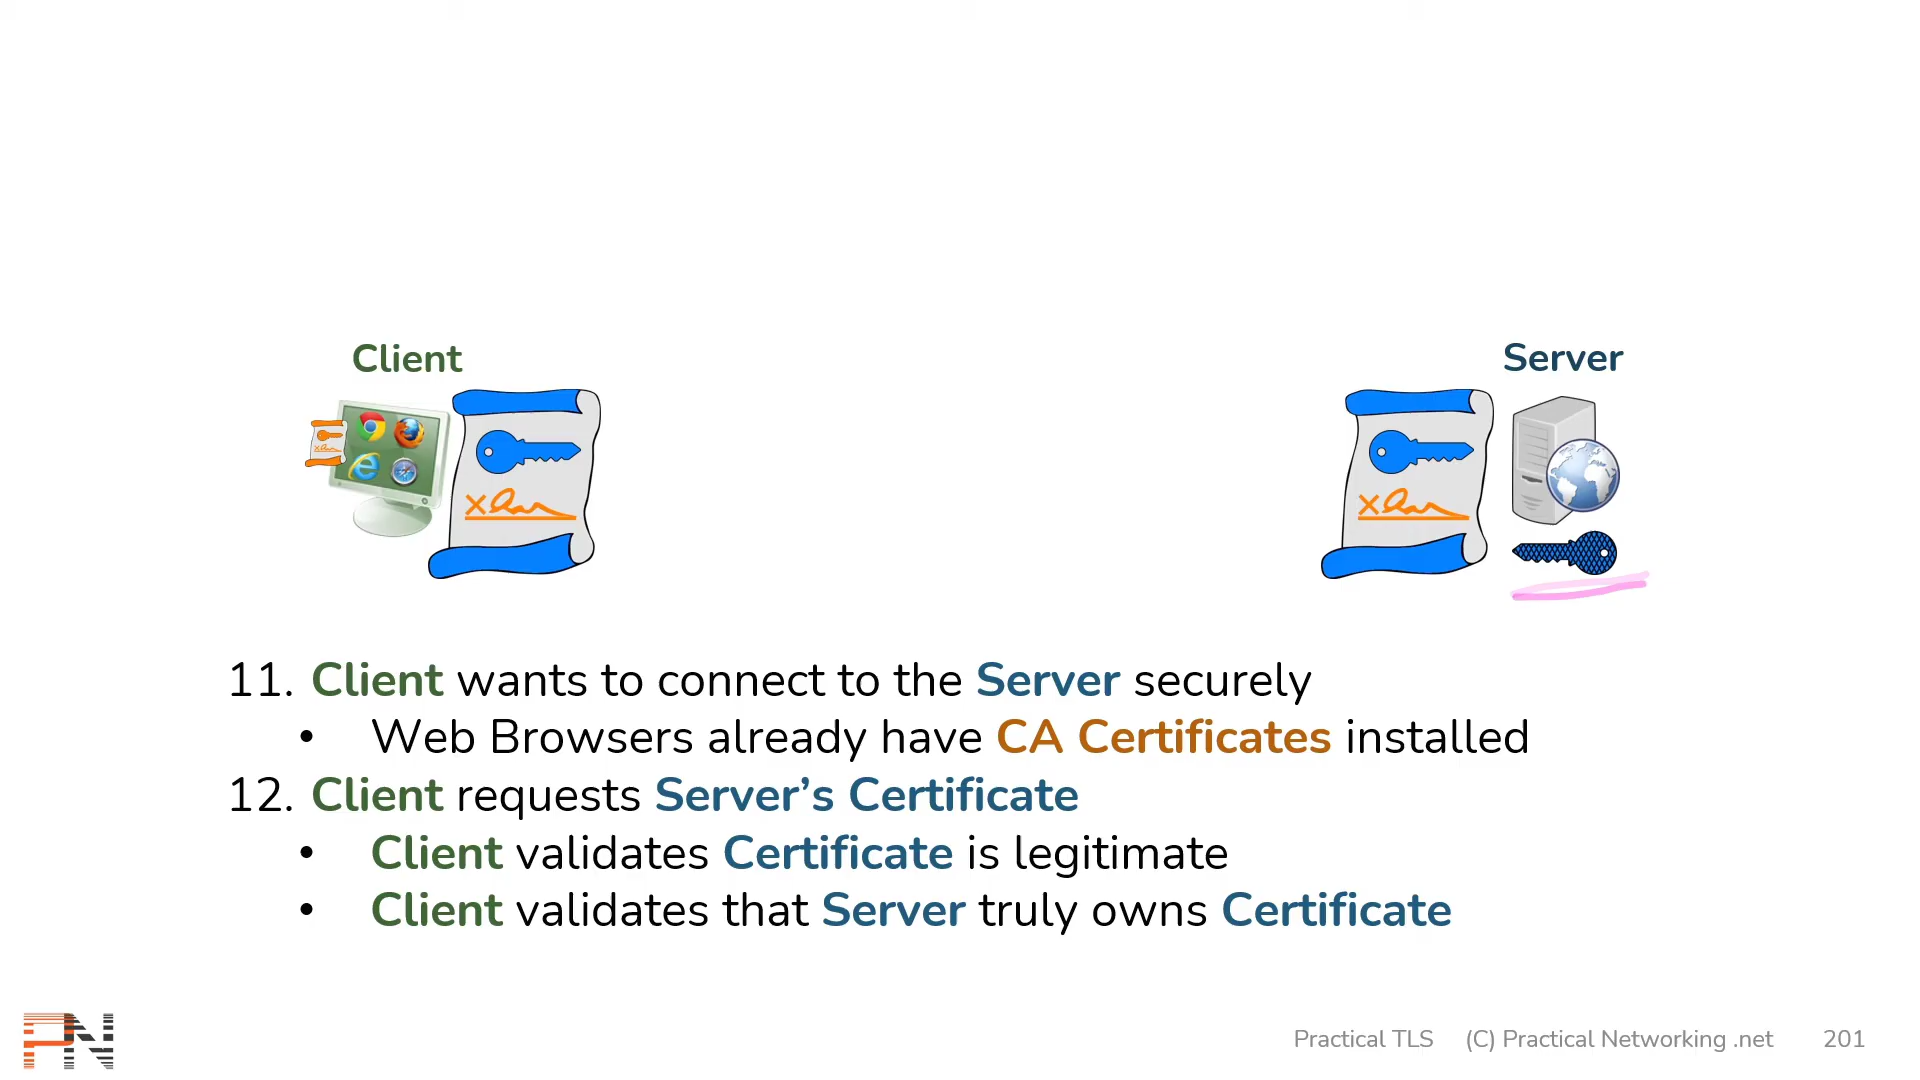 Client
Server
11. Client wants to connect to the Server securely
• Web Browsers already have CA Certificates installed
12. Client requests Server’s Certificate
• Client validates Certificate is legitimate
• Client validates that Server truly owns Certificate
PN
Practical TLS (C) Practical Networking .net 201